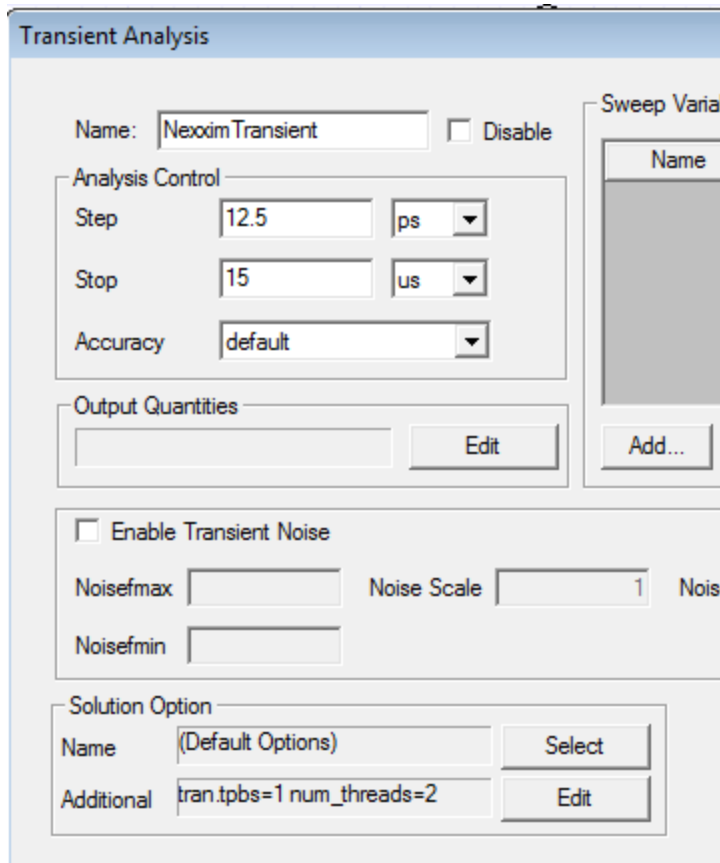 Transient Analysis
Name: NexximTransient Disable
Analysis Control
Step 12.5 ps
Stop 15 us
Accuracy default
Output Quantities
Edit
Sweep Varial
Name
Add...
Enable Transient Noise
Noisefmax Noise Scale 1 Nois
Noisefmin
Solution Option
Name (Default Options) Select
Additional tran.tpbs=1 num_threads=2 Edit